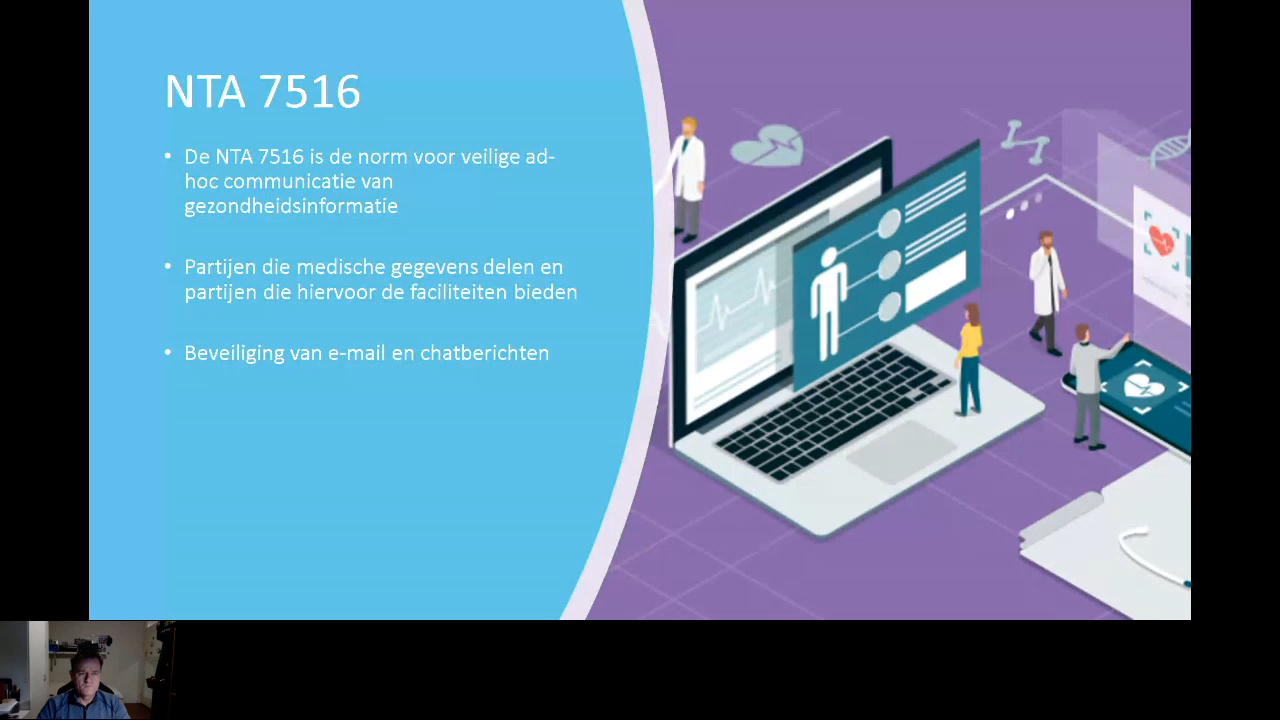 NTA 7516
• De NTA 7516 is de norm voor veilige ad-
hoc communicatie van
gezondheidsinformatie
• Partijen die medische gegevens delen en
partijen die hiervoor de faciliteiten bieden
• Beveiliging van e-mail en chatberichten